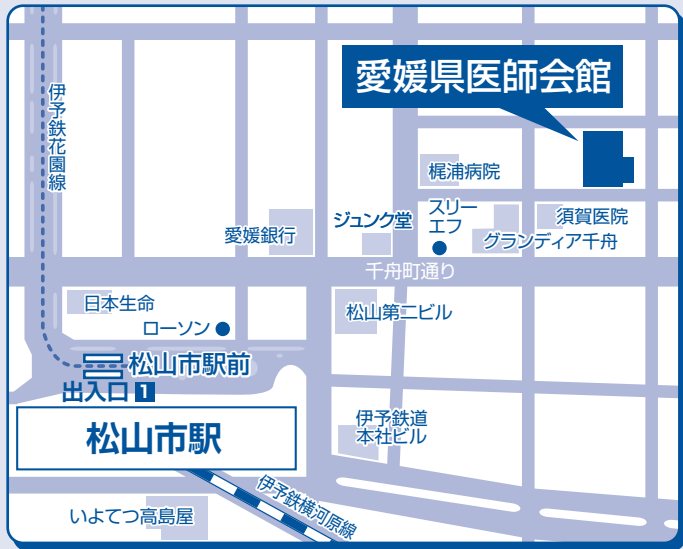 愛媛県医師会館
伊予鉄花園線
梶浦病院
スリー
エフ
須賀医院
グランディア千舟
ジュンク堂
愛媛銀行
千舟町通り
日本生命
ローソン
松山第二ビル
松山市駅前
出入口 1
松山市駅
伊予鉄道
本社ビル
伊予鉄横河原線
いよてつ高島屋